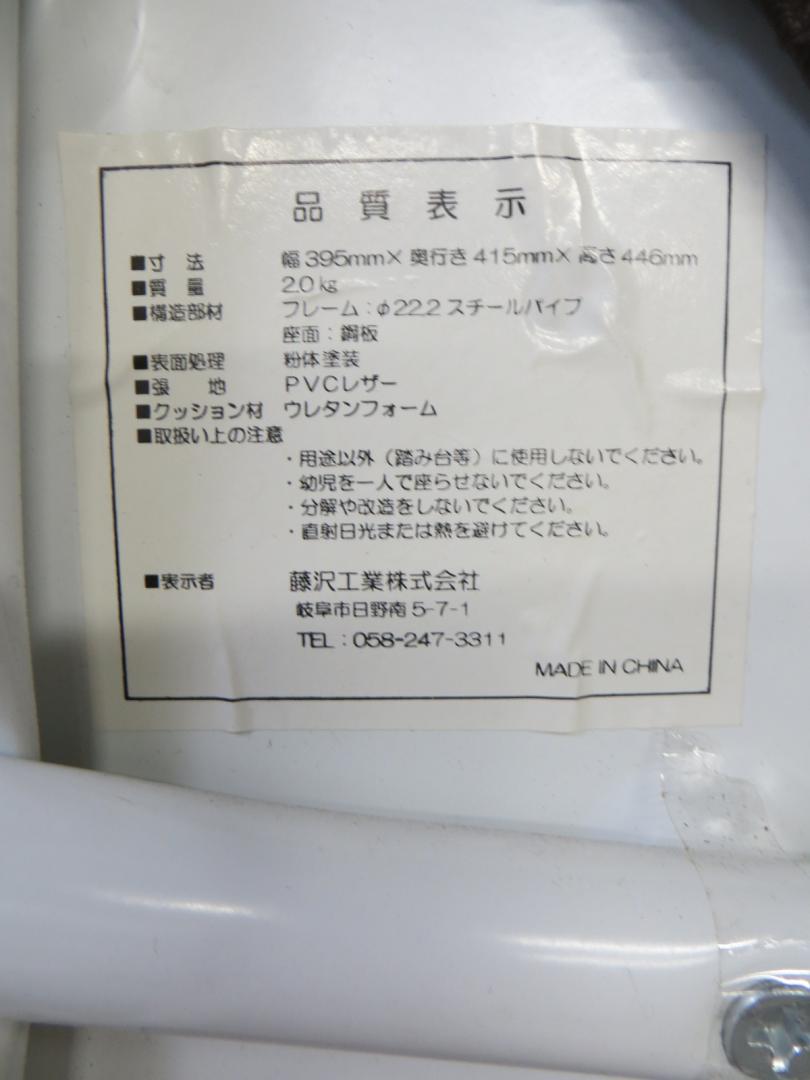 品質表示
■寸法 幅395mm×奥行き415mm×高さ446mm
■質量 2.0kg
■構造部材 フレーム:φ22.2スチールパイプ
座面:鋼板
■表面処理 粉体塗装
■張地 PVCレザー
■クッション材 ウレタンフォーム
■取扱い上の注意
・用途以外(踏み台等)に使用しないでください。
・幼児を一人で座らせないでください。
・分解や改造をしないでください。
・直射日光または熱を避けてください。
■表示者 藤沢工業株式会社
岐阜市日野南5-7-1
TEL:058-247-3311
MADE IN CHINA